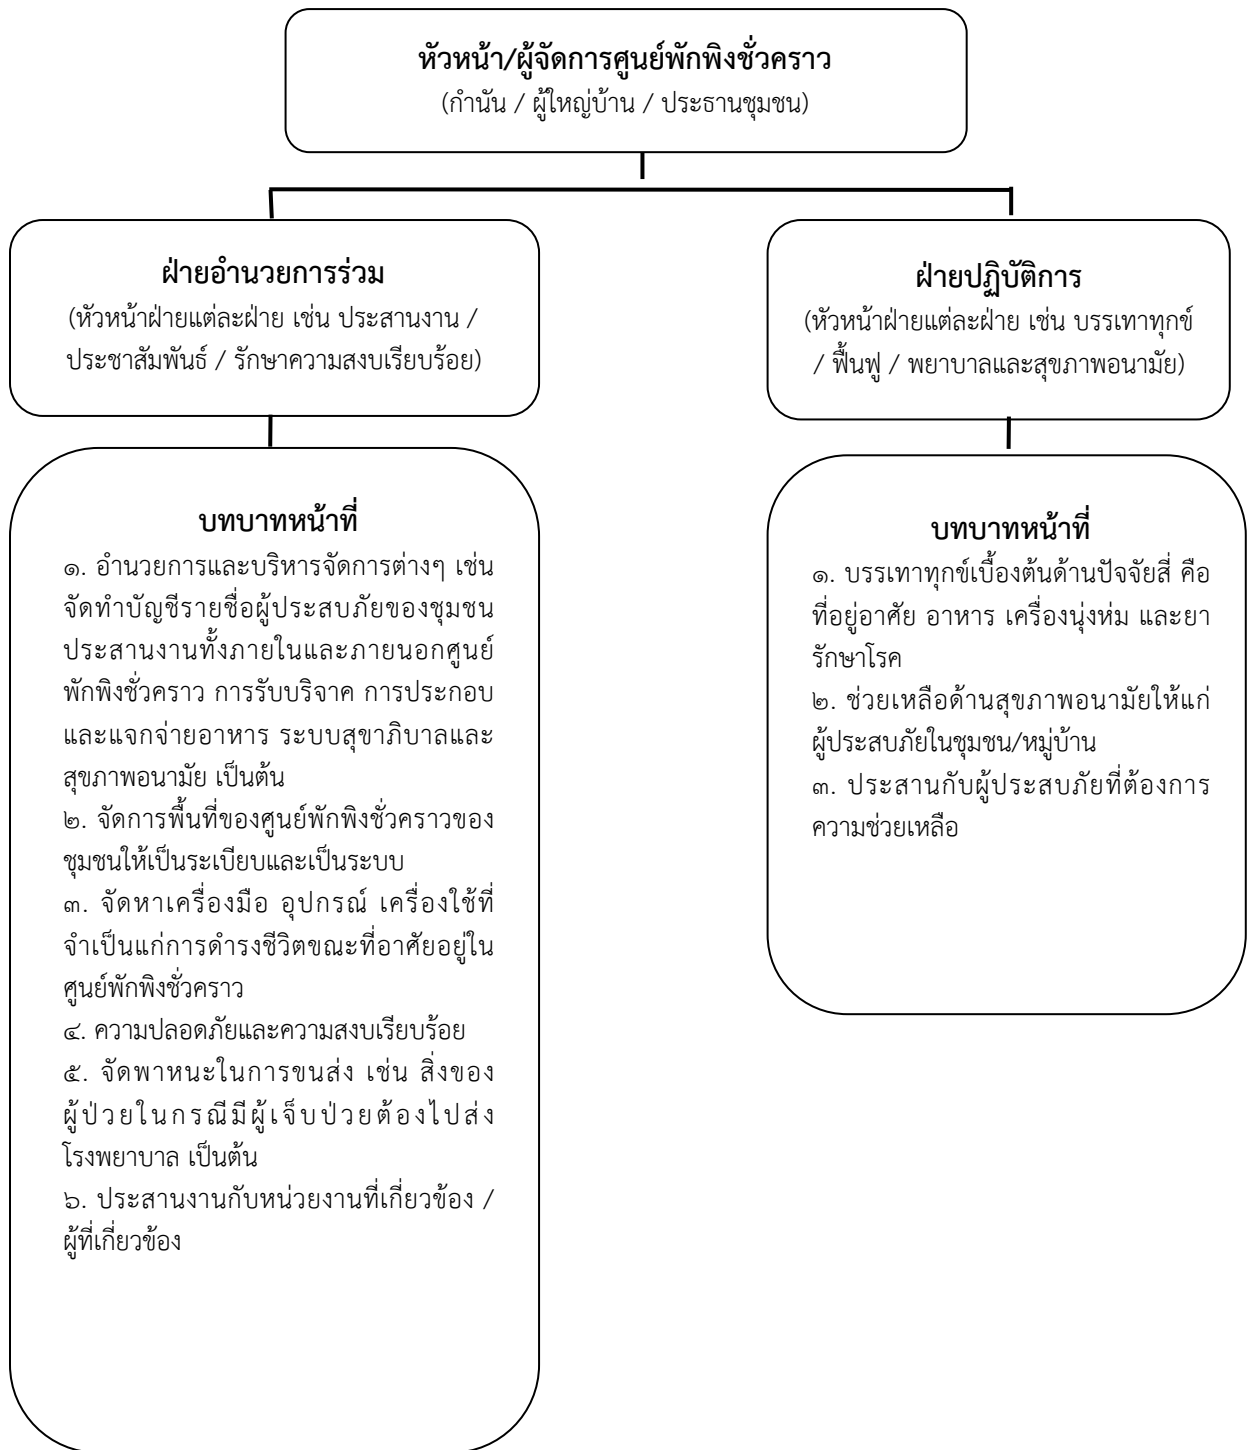 หัวหน้า/ผู้จัดการศูนย์พักพิงชั่วคราว
(กำนัน / ผู้ใหญ่บ้าน / ประธานชุมชน)
ฝ่ายอำนวยการร่วม
(หัวหน้าฝ่ายแต่ละฝ่าย เช่น ประสานงาน /
ประชาสัมพันธ์ / รักษาความสงบเรียบร้อย)
ฝ่ายปฏิบัติการ
(หัวหน้าฝ่ายแต่ละฝ่าย เช่น บรรเทาทุกข์
/ ฟื้นฟู / พยาบาลและสุขภาพอนามัย)
บทบาทหน้าที่
๑. อำนวยการและบริหารจัดการต่างๆ เช่น
จัดทำบัญชีรายชื่อผู้ประสบภัยของชุมชน
ประสานงานทั้งภายในและภายนอกศูนย์
พักพิงชั่วคราว การรับบริจาค การประกอบ
และแจกจ่ายอาหาร ระบบสุขาภิบาลและ
สุขภาพอนามัย เป็นต้น
๒. จัดการพื้นที่ของศูนย์พักพิงชั่วคราวของ
ชุมชนให้เป็นระเบียบและเป็นระบบ
๓. จัดหาเครื่องมือ อุปกรณ์ เครื่องใช้ที่
จำเป็นแก่การดำรงชีวิตขณะที่อาศัยอยู่ใน
ศูนย์พักพิงชั่วคราว
๔. ความปลอดภัยและความสงบเรียบร้อย
๕. จัดพาหนะในการขนส่ง เช่น สิ่งของ
ผู้ป่วยในกรณีมีผู้เจ็บป่วยต้องไปส่ง
โรงพยาบาล เป็นต้น
๖. ประสานงานกับหน่วยงานที่เกี่ยวข้อง /
ผู้ที่เกี่ยวข้อง
บทบาทหน้าที่
๑. บรรเทาทุกข์เบื้องต้นด้านปัจจัยสี่ คือ
ที่อยู่อาศัย อาหาร เครื่องนุ่งห่ม และยา
รักษาโรค
๒. ช่วยเหลือด้านสุขภาพอนามัยให้แก่
ผู้ประสบภัยในชุมชน/หมู่บ้าน
๓. ประสานกับผู้ประสบภัยที่ต้องการ
ความช่วยเหลือ